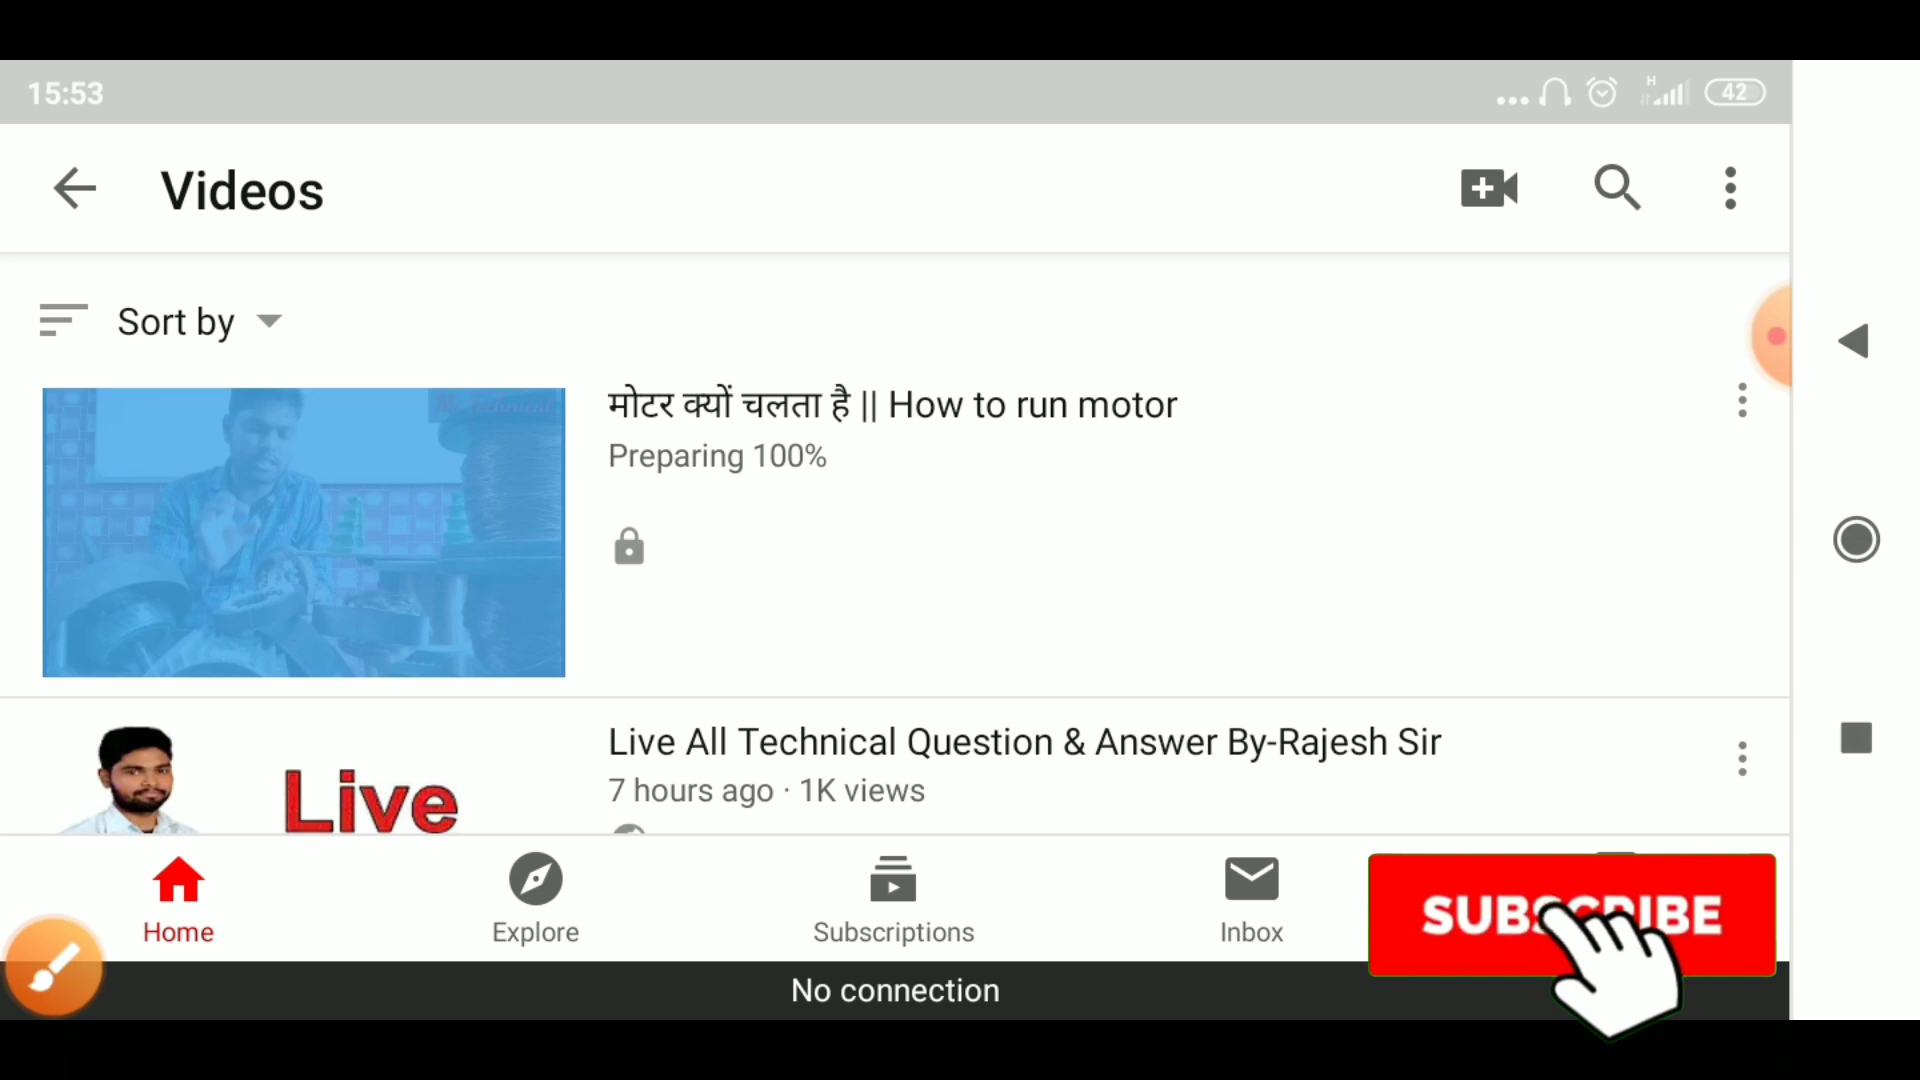 15:53
H
42
Videos
Sort by
मोटर क्यों चलता है || How to run motor
Preparing 100%
Live All Technical Question & Answer By-Rajesh Sir
7 hours ago · 1K views
Live
Home
Explore
Subscriptions
Inbox
SUBSCRIBE
No connection